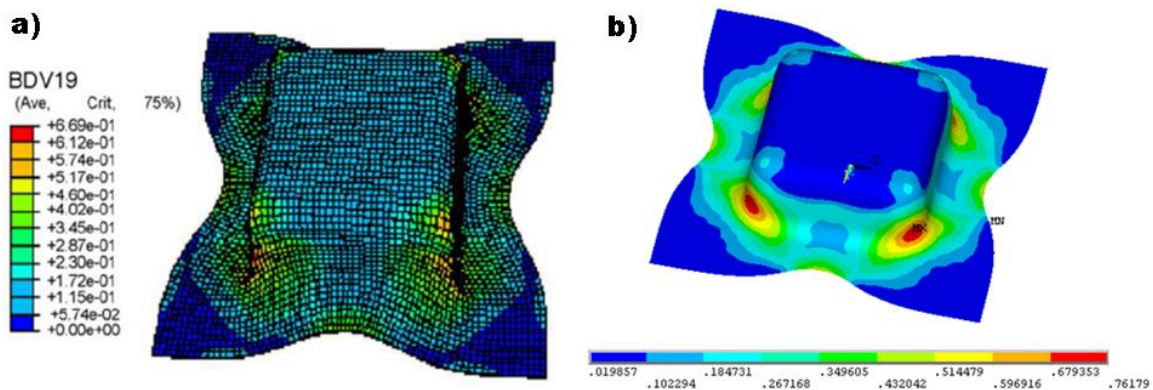 a)
BDV19
(Ave, Crit, 75%)
+6.69e-01
+6.12e-01
+5.74e-01
+5.17e-01
+4.60e-01
+4.02e-01
+3.45e-01
+2.87e-01
+2.30e-01
+1.72e-01
+1.15e-01
+5.74e-02
+0.00e+00
b)
MX
MN
.019857 .184731 .349605 .514479 .679353
.102294 .267168 .432042 .596916 .76179